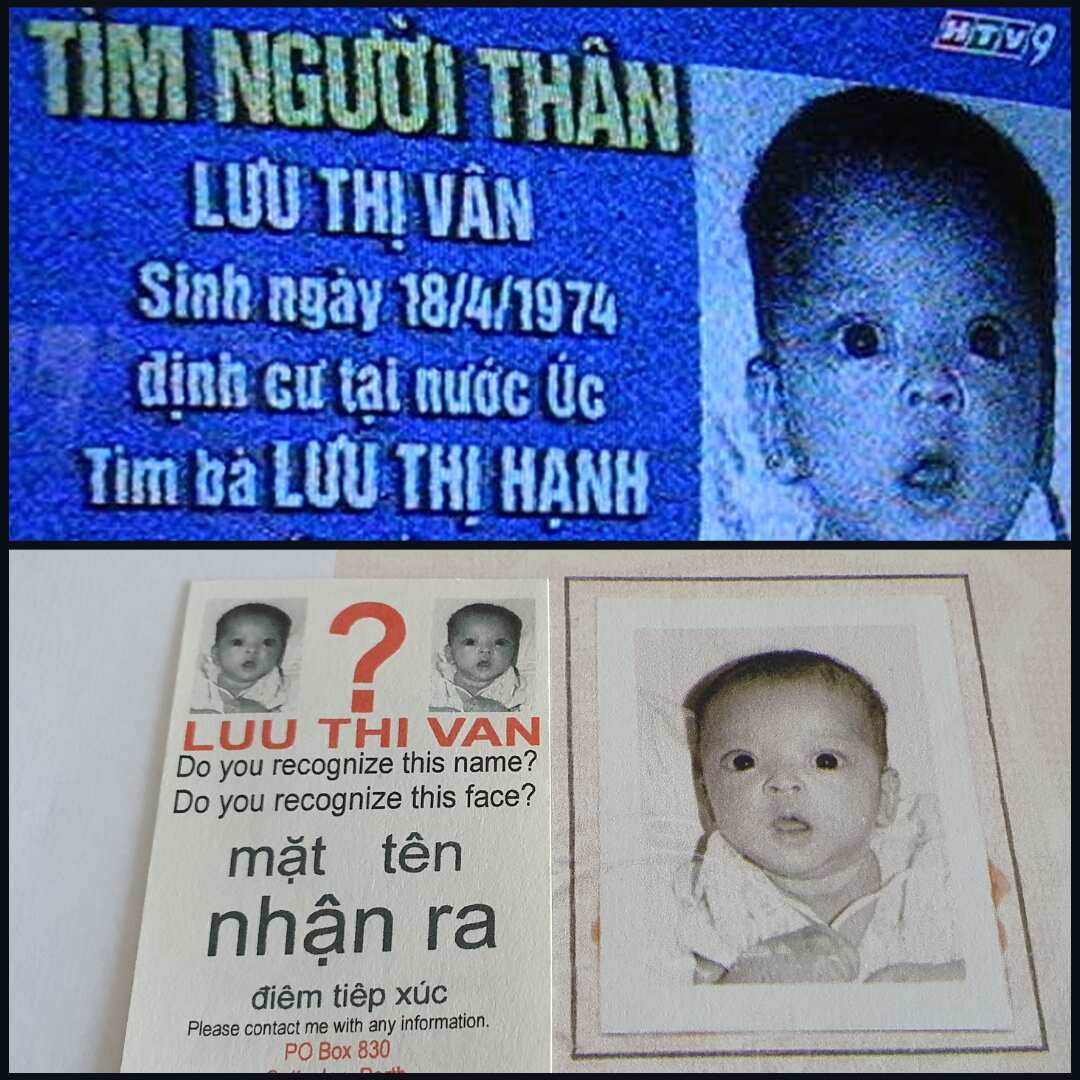 HTV9
TÌM NGƯỜI THÂN
LƯU THỊ VÂN
Sinh ngày 18/4/1974
định cư tại nước Úc
Tìm bà LƯU THỊ HẠNH
?
LUU THI VAN
Do you recognize this name?
Do you recognize this face?
mặt tên
nhận ra
điêm tiêp xúc
Please contact me with any information.
PO Box 830